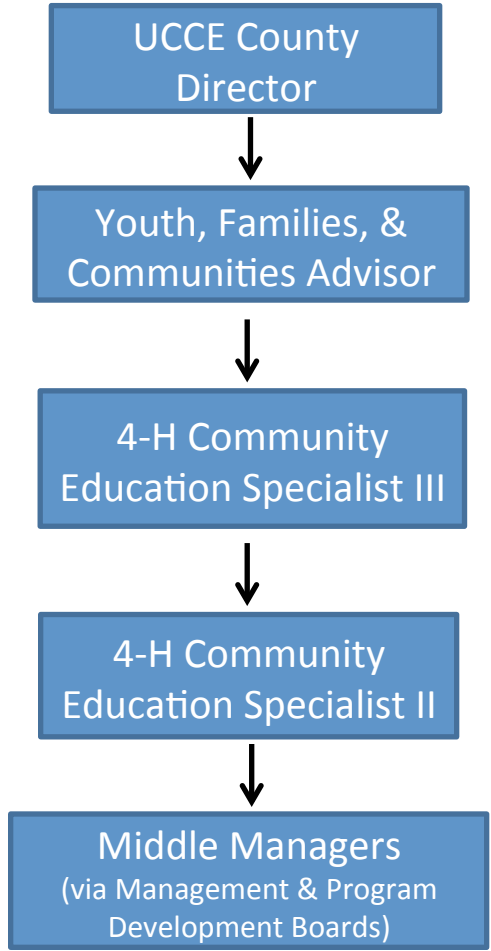 UCCE County
Director
Youth, Families, &
Communities Advisor
4-H Community
Education Specialist III
4-H Community
Education Specialist II
Middle Managers
(via Management & Program
Development Boards)